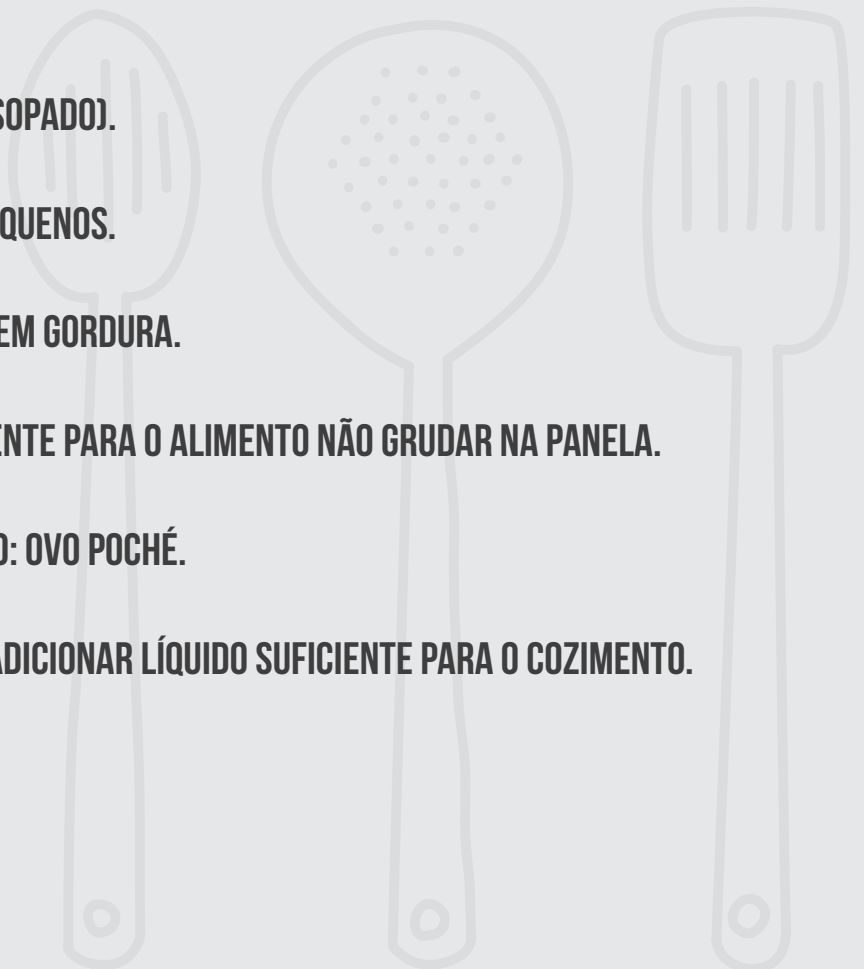 SOPADO).
QUENOS.
EM GORDURA.
ENTE PARA O ALIMENTO NÃO GRUDAR NA PANELA.
O: OVO POCHÉ.
ADICIONAR LÍQUIDO SUFICIENTE PARA O COZIMENTO.